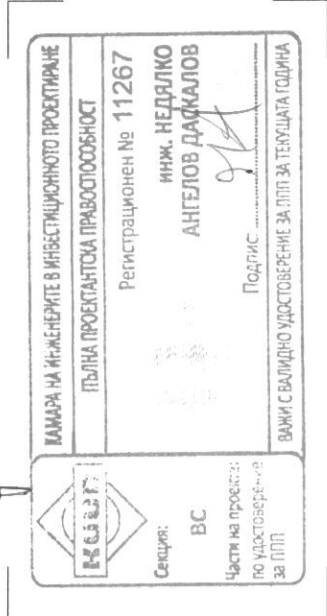 КАМАРА НА ИНЖЕНЕРИТЕ В ИНВЕСТИЦИОННОТО ПРОЕКТИРАНЕ
ПЪЛНА ПРОЕКТАНТСКА ПРАВОСПОСОБНОСТ
Регистрационен № 11267
инж. НЕДЯЛКО
АНГЕЛОВ ДАСКАЛОВ
Подпис:
ВАЖИ С ВАЛИДНО УДОСТОВЕРЕНИЕ ЗА ППП ЗА ТЕКУЩАТА ГОДИНА
КИИП
Секция:
ВС
Части на проекта:
по удостоверение
за ППП